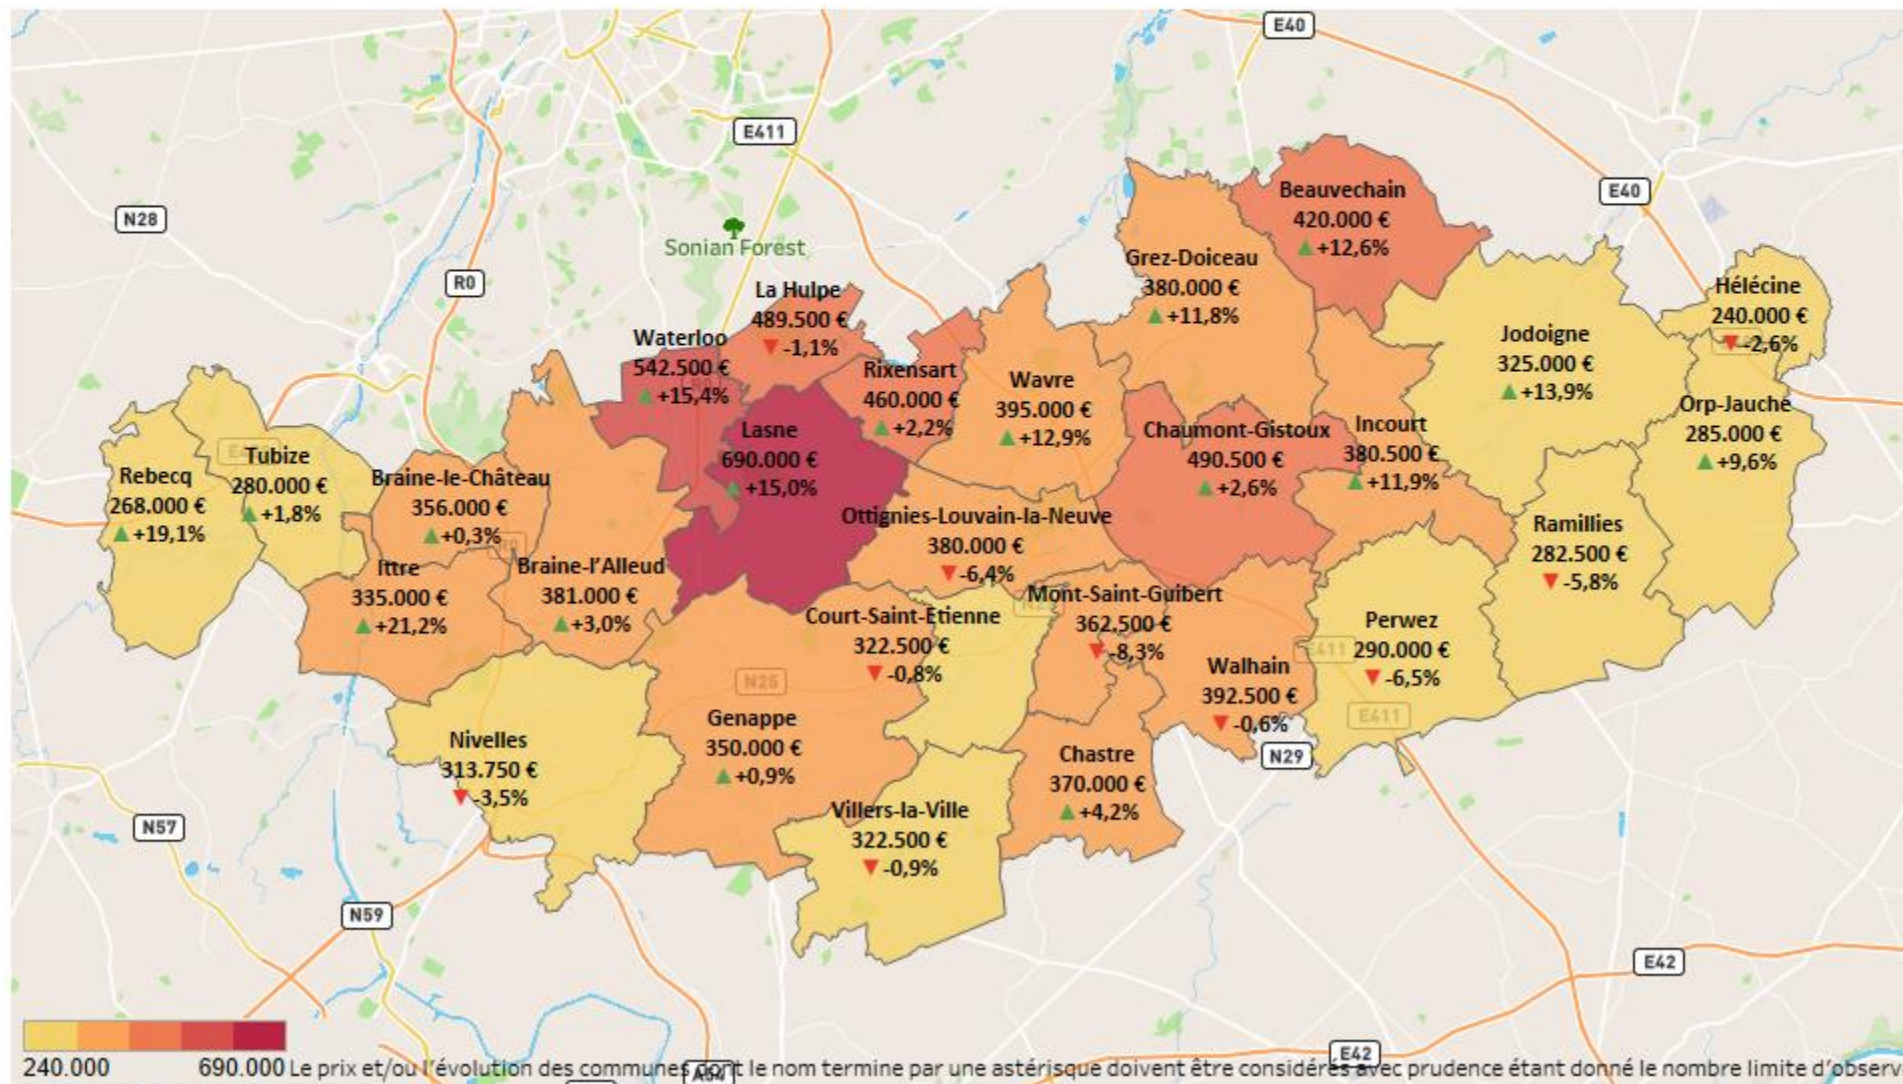 E40
E411
N28
E40
Sonian Forest
R0
Beauvechain
420.000 €
▲ +12,6%
Grez-Doiceau
380.000 €
▲ +11,8%
La Hulpe
489.500 €
▼ -1,1%
Hélécine
240.000 €
▼ -2,6%
Waterloo
542.500 €
▲ +15,4%
Jodoigne
325.000 €
▲ +13,9%
Rixensart
460.000 €
▲ +2,2%
Wavre
395.000 €
▲ +12,9%
Orp-Jauche
285.000 €
▲ +9,6%
Lasne
690.000 €
▲ +15,0%
Chaumont-Gistoux
490.500 €
▲ +2,6%
Incourt
380.500 €
▲ +11,9%
Rebecq
268.000 €
▲ +19,1%
Tubize
280.000 €
▲ +1,8%
Braine-le-Château
356.000 €
▲ +0,3%
R0
Ottignies-Louvain-la-Neuve
380.000 €
▼ -6,4%
Ramillies
282.500 €
▼ -5,8%
Ittre
335.000 €
▲ +21,2%
Braine-l'Alleud
381.000 €
▲ +3,0%
Court-Saint-Etienne
322.500 €
▼ -0,8%
Mont-Saint-Guibert
362.500 €
▼ -8,3%
Perwez
290.000 €
▼ -6,5%
E411
Walhain
392.500 €
▼ -0,6%
N25
E411
Genappe
350.000 €
▲ +0,9%
Nivelles
313.750 €
▼ -3,5%
Chastre
370.000 €
▲ +4,2%
N29
Villers-la-Ville
322.500 €
▼ -0,9%
N57
N59
E42
E42
A54
240.000
690.000
Le prix et/ou l'évolution des communes dont le nom termine par une astérisque doivent être considérés avec prudence étant donné le nombre limite d'observ